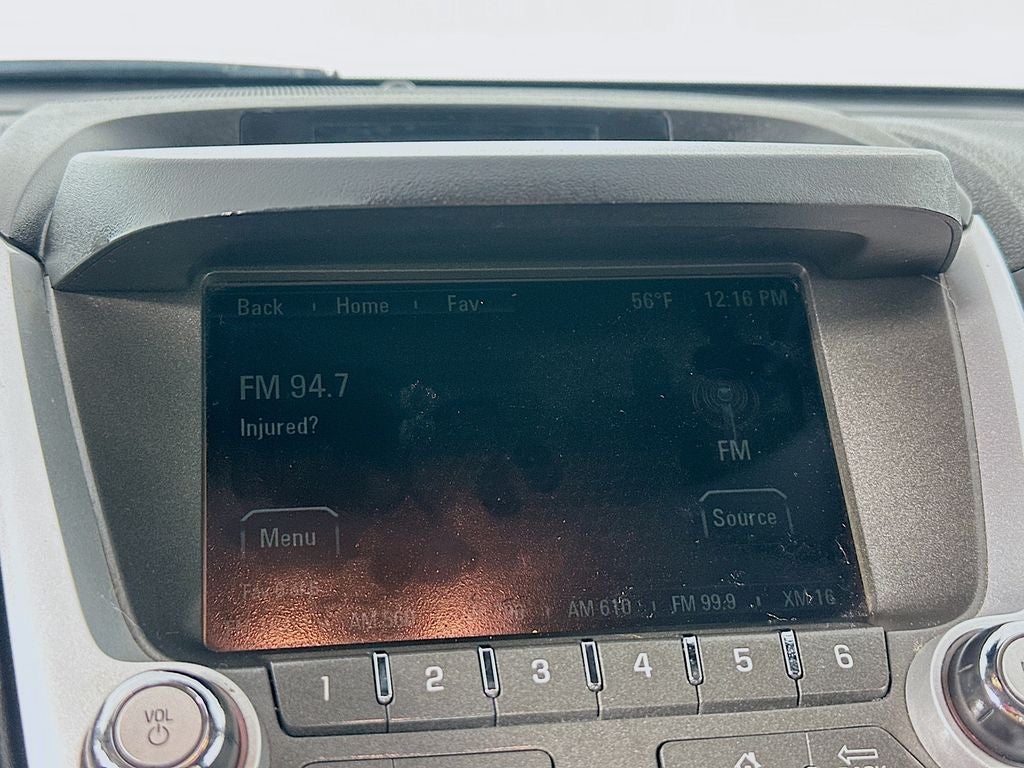 Back Home Fav 56°F 12:16 PM
FM 94.7
Injured?
FM
Menu Source
AM 610 FM 99.9 XM 16
1 2 3 4 5 6
VOL